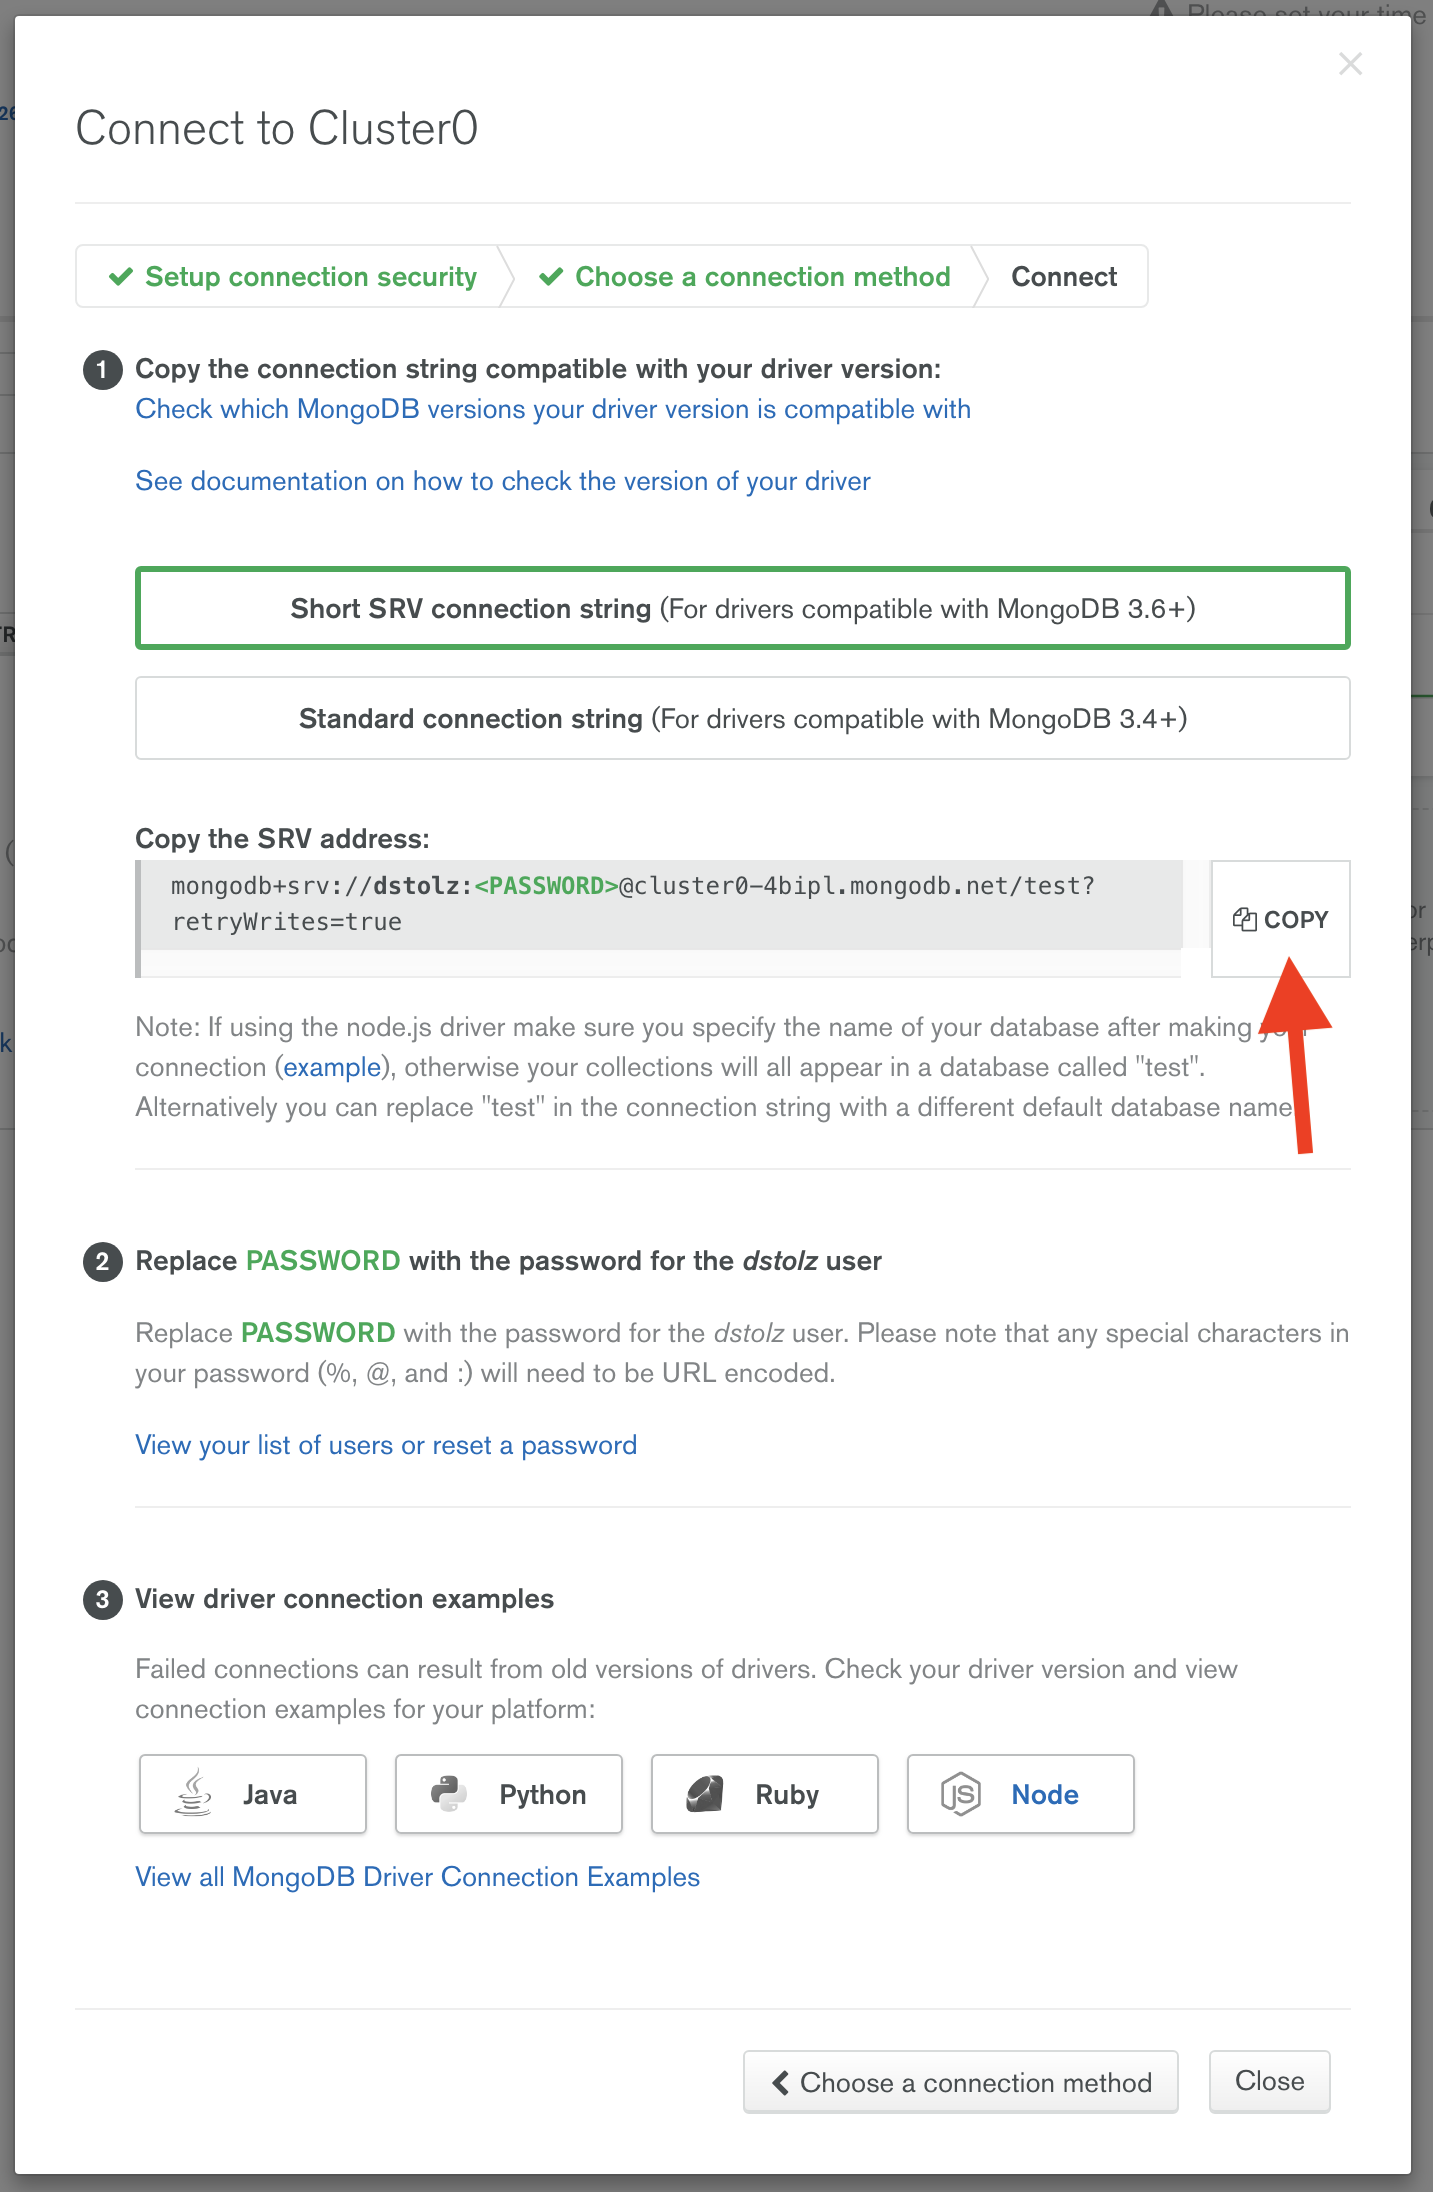 Please set your time
26
Connect to Cluster0
Setup connection security
Choose a connection method
Connect
1 Copy the connection string compatible with your driver version:
Check which MongoDB versions your driver version is compatible with
See documentation on how to check the version of your driver
Short SRV connection string (For drivers compatible with MongoDB 3.6+)
Standard connection string (For drivers compatible with MongoDB 3.4+)
Copy the SRV address:
mongodb+srv://dstolz:<PASSWORD>@cluster0-4bipl.mongodb.net/test?
retryWrites=true
COPY
Note: If using the node.js driver make sure you specify the name of your database after making your
connection (example), otherwise your collections will all appear in a database called "test".
Alternatively you can replace "test" in the connection string with a different default database name
2 Replace PASSWORD with the password for the dstolz user
Replace PASSWORD with the password for the dstolz user. Please note that any special characters in
your password (%, @, and :) will need to be URL encoded.
View your list of users or reset a password
3 View driver connection examples
Failed connections can result from old versions of drivers. Check your driver version and view
connection examples for your platform:
Java
Python
Ruby
JS Node
View all MongoDB Driver Connection Examples
Choose a connection method
Close